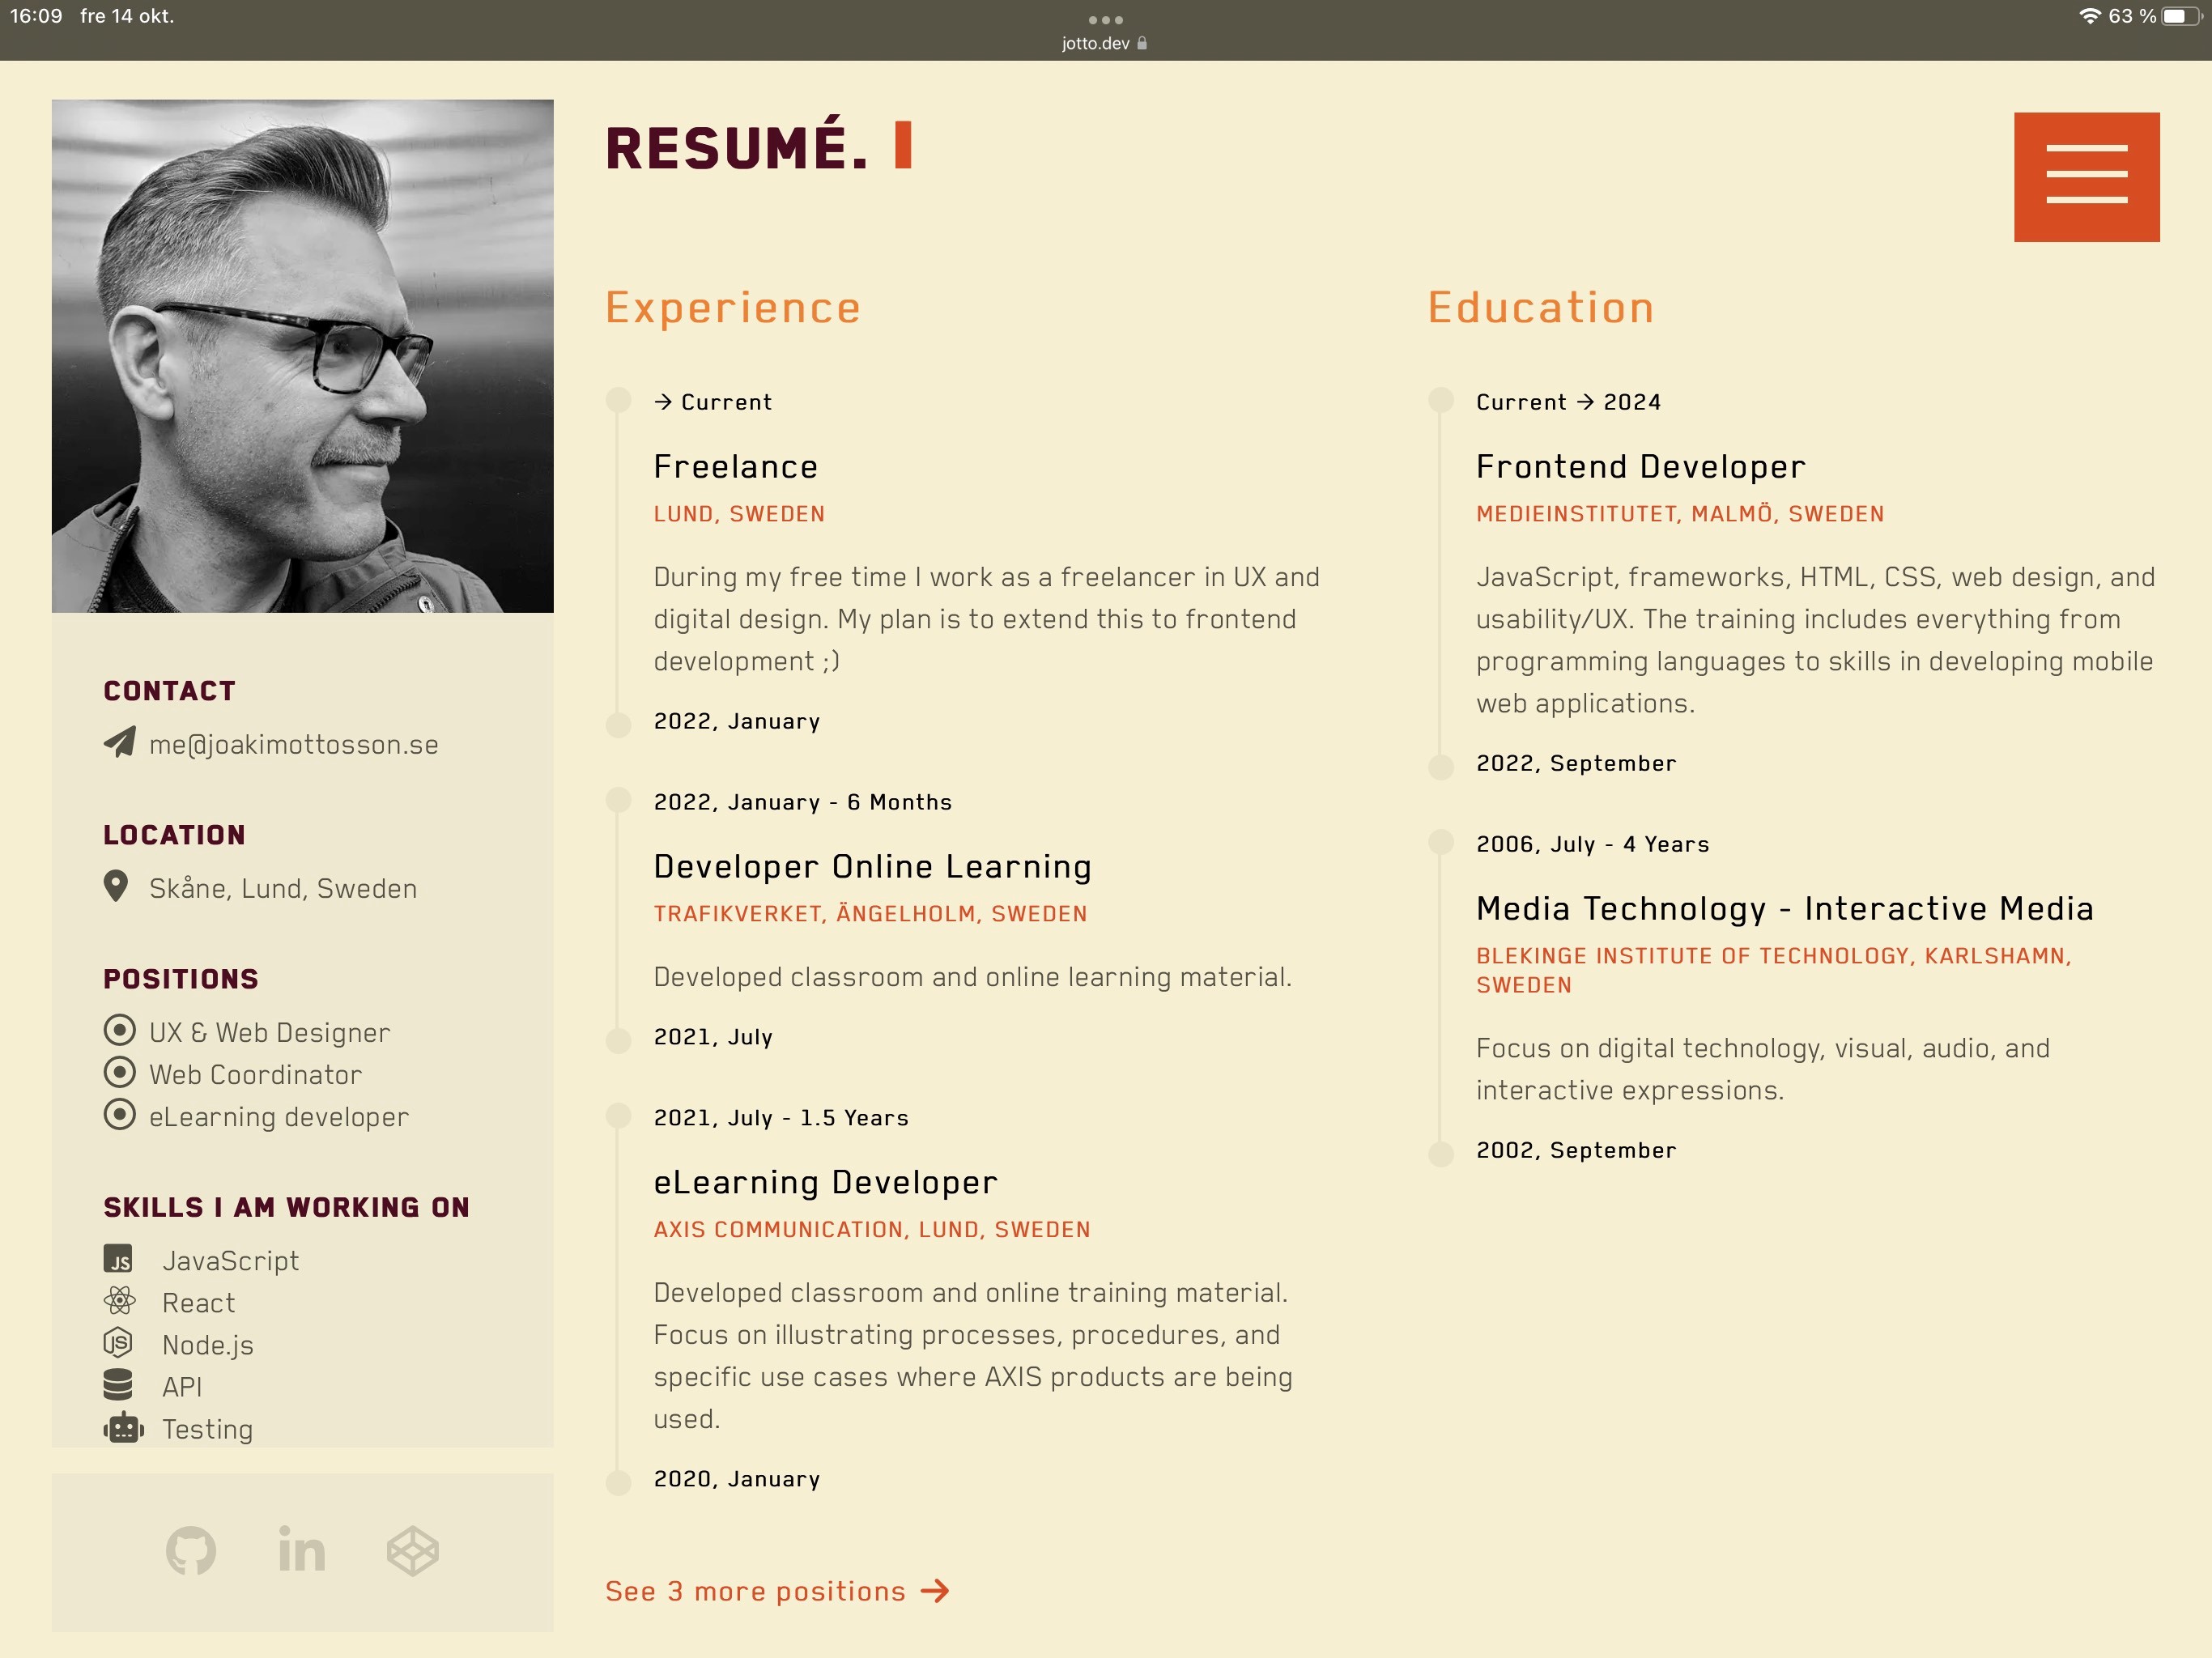 16:09 fre 14 okt.
jotto.dev
63 %
RESUMÉ.
CONTACT
me@joakimottosson.se
LOCATION
Skåne, Lund, Sweden
POSITIONS
UX & Web Designer
Web Coordinator
eLearning developer
SKILLS I AM WORKING ON
JS JavaScript
React
JS Node.js
API
Testing
in
Experience
→ Current
Freelance
LUND, SWEDEN
During my free time I work as a freelancer in UX and
digital design. My plan is to extend this to frontend
development ;)
2022, January
2022, January - 6 Months
Developer Online Learning
TRAFIKVERKET, ÄNGELHOLM, SWEDEN
Developed classroom and online learning material.
2021, July
2021, July - 1.5 Years
eLearning Developer
AXIS COMMUNICATION, LUND, SWEDEN
Developed classroom and online training material.
Focus on illustrating processes, procedures, and
specific use cases where AXIS products are being
used.
2020, January
See 3 more positions →
Education
Current → 2024
Frontend Developer
MEDIEINSTITUTET, MALMÖ, SWEDEN
JavaScript, frameworks, HTML, CSS, web design, and
usability/UX. The training includes everything from
programming languages to skills in developing mobile
web applications.
2022, September
2006, July - 4 Years
Media Technology - Interactive Media
BLEKINGE INSTITUTE OF TECHNOLOGY, KARLSHAMN,
SWEDEN
Focus on digital technology, visual, audio, and
interactive expressions.
2002, September